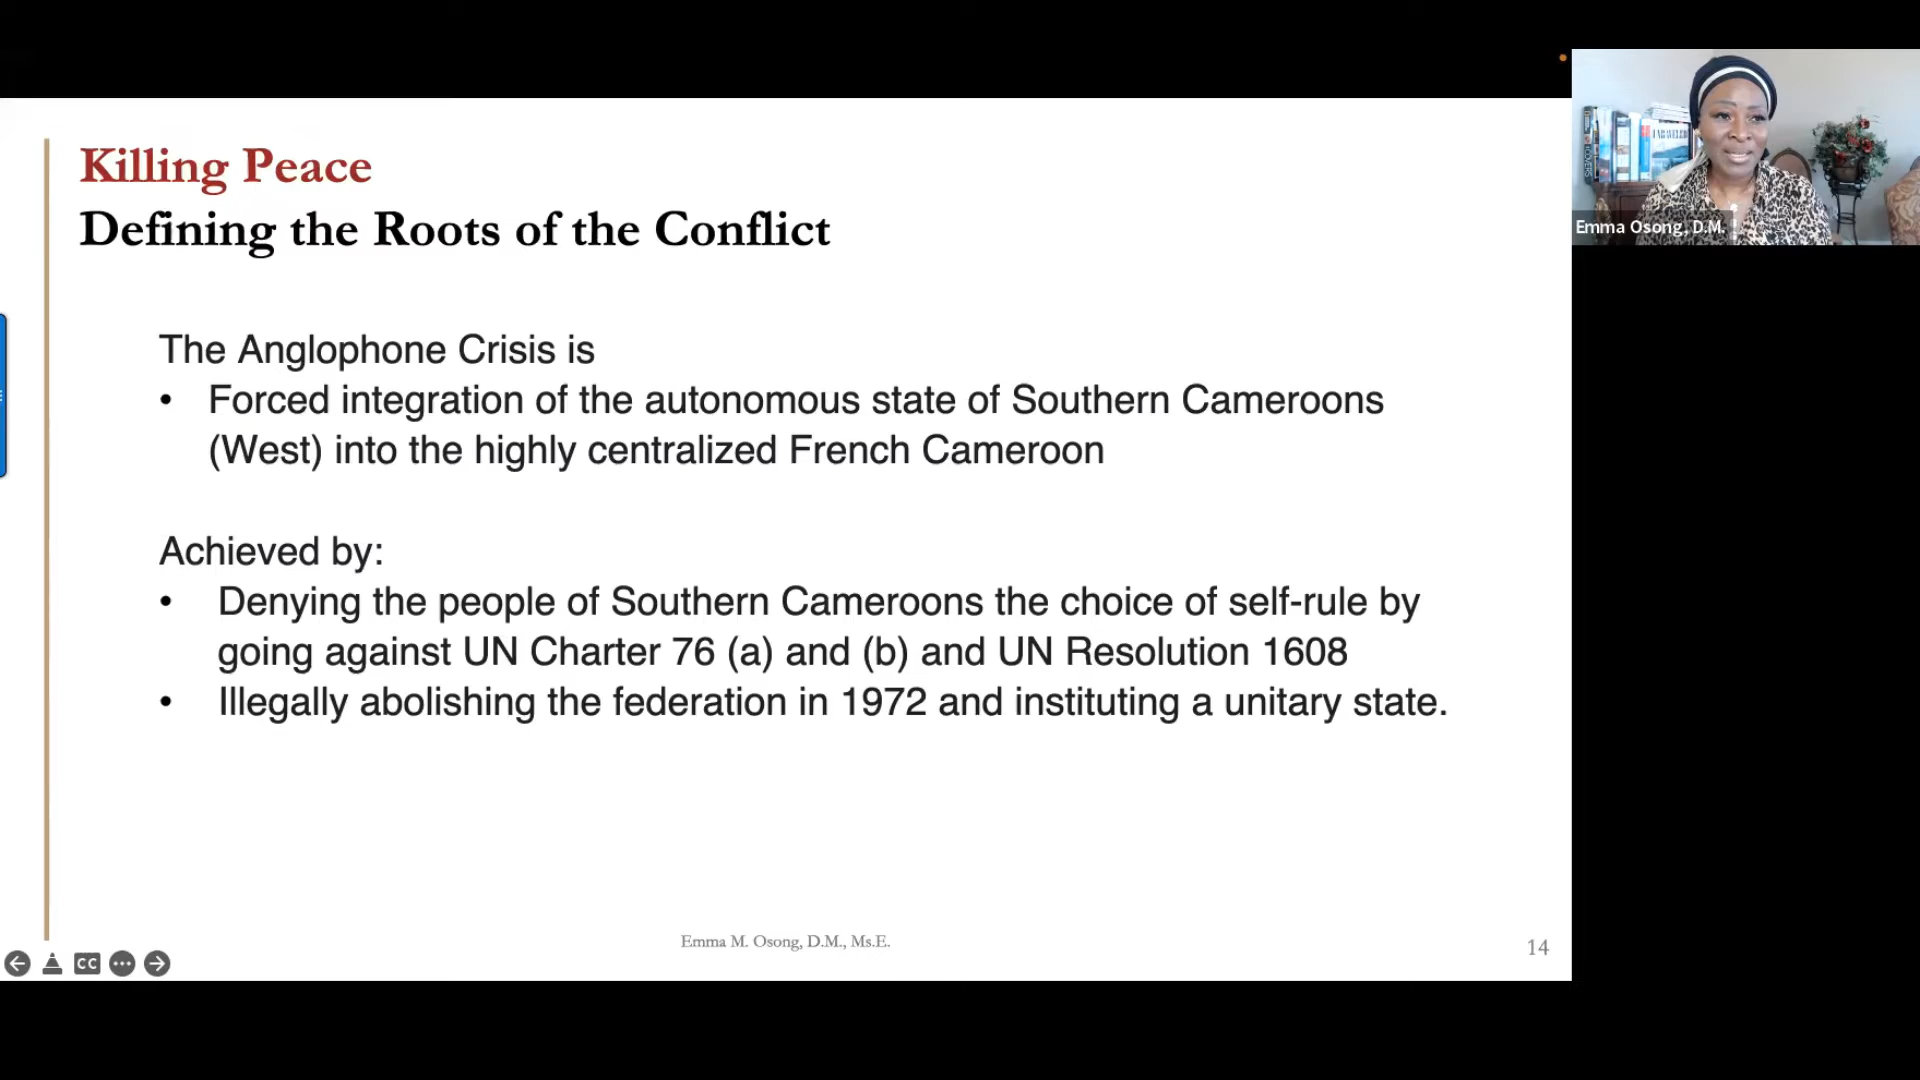 Killing Peace
Defining the Roots of the Conflict
The Anglophone Crisis is
• Forced integration of the autonomous state of Southern Cameroons
(West) into the highly centralized French Cameroon
Achieved by:
• Denying the people of Southern Cameroons the choice of self-rule by
going against UN Charter 76 (a) and (b) and UN Resolution 1608
• Illegally abolishing the federation in 1972 and instituting a unitary state.
Emma M. Osong, D.M., Ms.E.
14
CC
Emma Osong, D.M.